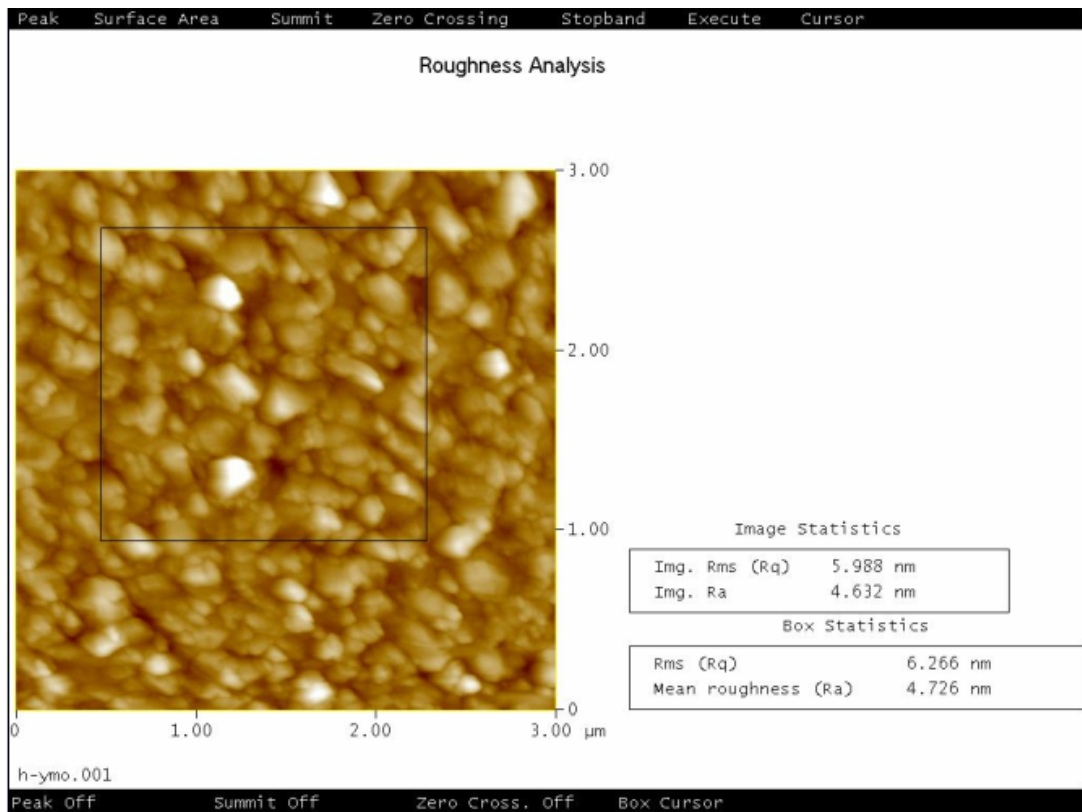 Peak Surface Area Summit Zero Crossing Stopband Execute Cursor
Roughness Analysis
3.00
2.00
1.00
0
0 1.00 2.00 3.00 µm
Image Statistics
Img. Rms (Rq) 5.988 nm
Img. Ra 4.632 nm
Box Statistics
Rms (Rq) 6.266 nm
Mean roughness (Ra) 4.726 nm
h-ymo.001
Peak Off Summit Off Zero Cross. Off Box Cursor